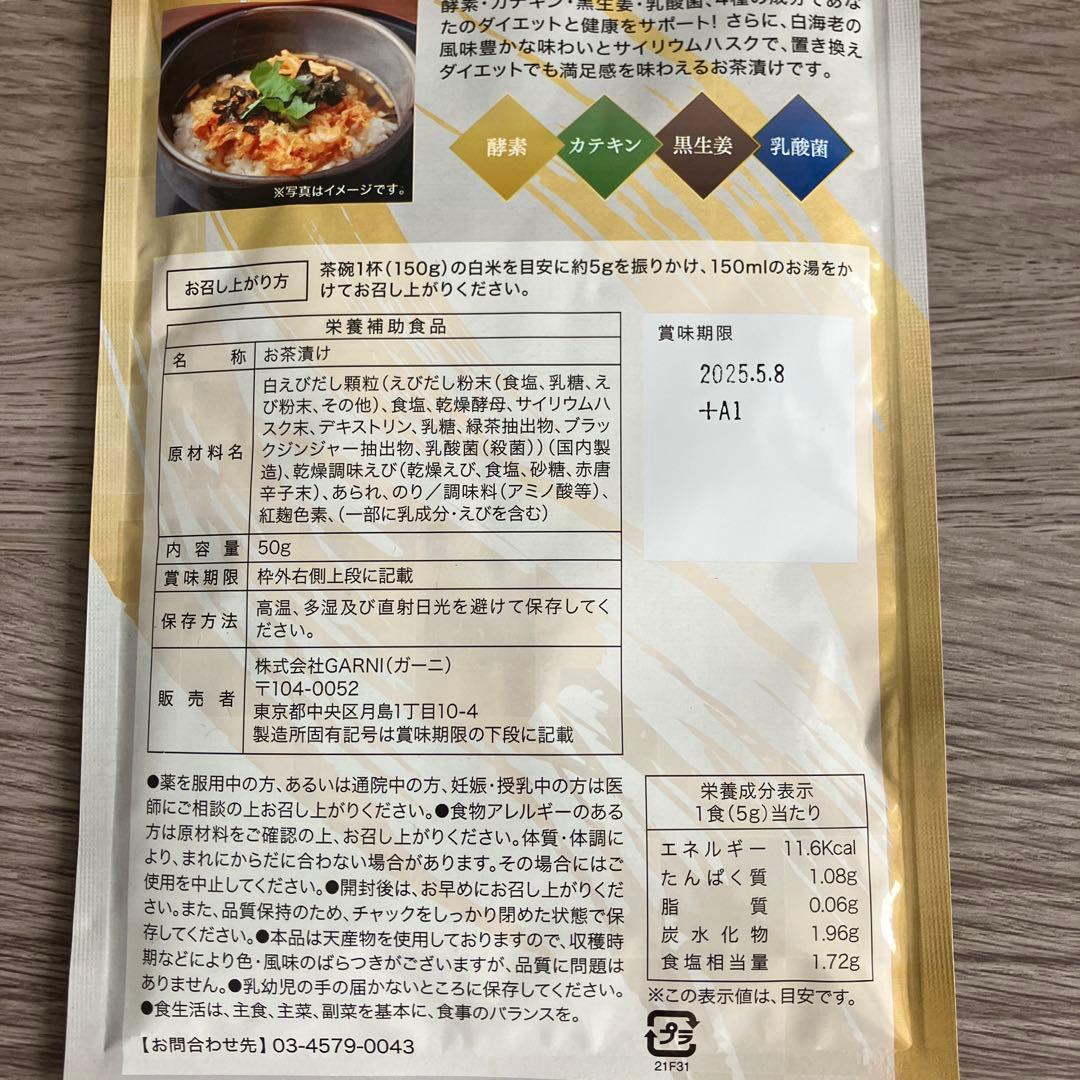 酵素・カテキン・黒生姜・乳酸菌、4種の成分であな
たのダイエットと健康をサポート! さらに、白海老の
風味豊かな味わいとサイリウムハスクで、置き換え
ダイエットでも満足感を味わえるお茶漬けです。
※写真はイメージです。
酵素
カテキン
黒生姜
乳酸菌
お召し上がり方
茶碗1杯(150g)の白米を目安に約5gを振りかけ、150mlのお湯をか
けてお召し上がりください。
栄養補助食品
名称 お茶漬け
原材料名
白えびだし顆粒(えびだし粉末(食塩、乳糖、え
び粉末、その他)、食塩、乾燥酵母、サイリウムハ
スク末、デキストリン、乳糖、緑茶抽出物、ブラッ
クジンジャー抽出物、乳酸菌(殺菌))(国内製
造)、乾燥調味えび(乾燥えび、食塩、砂糖、赤唐
辛子末)、あられ、のり/調味料(アミノ酸等)、
紅麹色素、(一部に乳成分・えびを含む)
内容量 50g
賞味期限 枠外右側上段に記載
保存方法
高温、多湿及び直射日光を避けて保存してく
ださい。
販売者
株式会社GARNI(ガーニ)
〒104-0052
東京都中央区月島1丁目10-4
製造所固有記号は賞味期限の下段に記載
賞味期限
2025.5.8
+A1
●薬を服用中の方、あるいは通院中の方、妊娠・授乳中の方は医
師にご相談の上お召し上がりください。●食物アレルギーのある
方は原材料をご確認の上、お召し上がりください。体質・体調に
より、まれにからだに合わない場合があります。その場合にはご
使用を中止してください。●開封後は、お早めにお召し上がりくだ
さい。また、品質保持のため、チャックをしっかり閉めた状態で保
存してください。●本品は天産物を使用しておりますので、収穫時
期などにより色・風味のばらつきがございますが、品質に問題は
ありません。●乳幼児の手の届かないところに保存してください。
●食生活は、主食、主菜、副菜を基本に、食事のバランスを。
【お問合わせ先】03-4579-0043
栄養成分表示
1食(5g)当たり
エネルギー 11.6Kcal
たんぱく質 1.08g
脂質 0.06g
炭水化物 1.96g
食塩相当量 1.72g
※この表示値は、目安です。
プラ
21F31